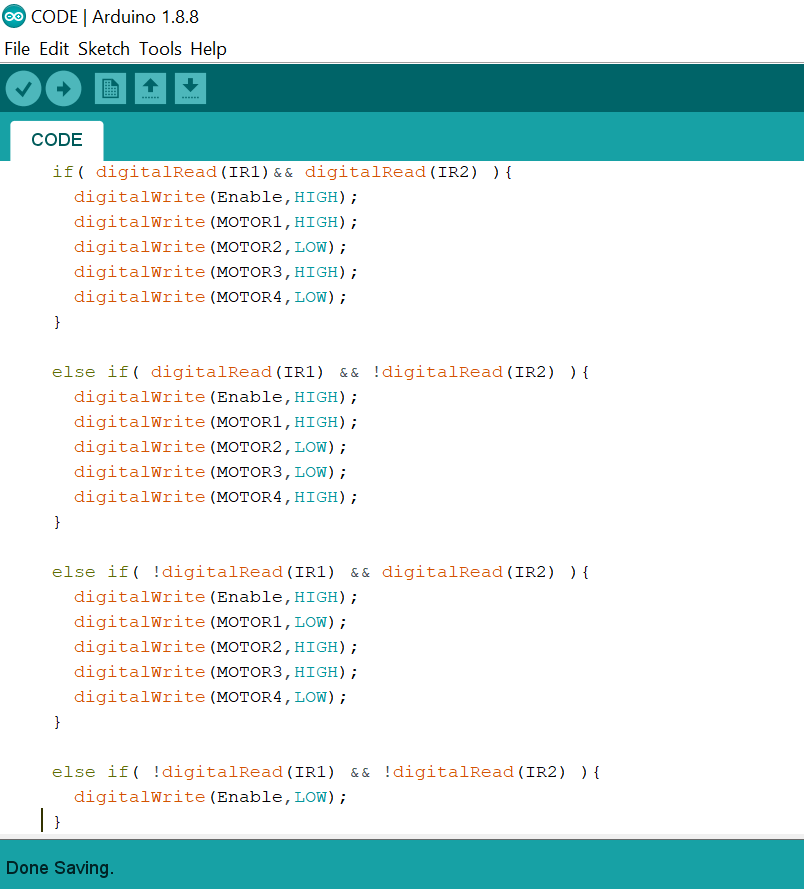 CODE | Arduino 1.8.8
File Edit Sketch Tools Help
CODE
if( digitalRead(IR1)&& digitalRead(IR2) ){
digitalWrite(Enable,HIGH);
digitalWrite(MOTOR1,HIGH);
digitalWrite(MOTOR2,LOW);
digitalWrite(MOTOR3,HIGH);
digitalWrite(MOTOR4,LOW);
}
else if( digitalRead(IR1) && !digitalRead(IR2) ){
digitalWrite(Enable,HIGH);
digitalWrite(MOTOR1,HIGH);
digitalWrite(MOTOR2,LOW);
digitalWrite(MOTOR3,LOW);
digitalWrite(MOTOR4,HIGH);
}
else if( !digitalRead(IR1) && digitalRead(IR2) ){
digitalWrite(Enable,HIGH);
digitalWrite(MOTOR1,LOW);
digitalWrite(MOTOR2,HIGH);
digitalWrite(MOTOR3,HIGH);
digitalWrite(MOTOR4,LOW);
}
else if( !digitalRead(IR1) && !digitalRead(IR2) ){
digitalWrite(Enable,LOW);
}
Done Saving.